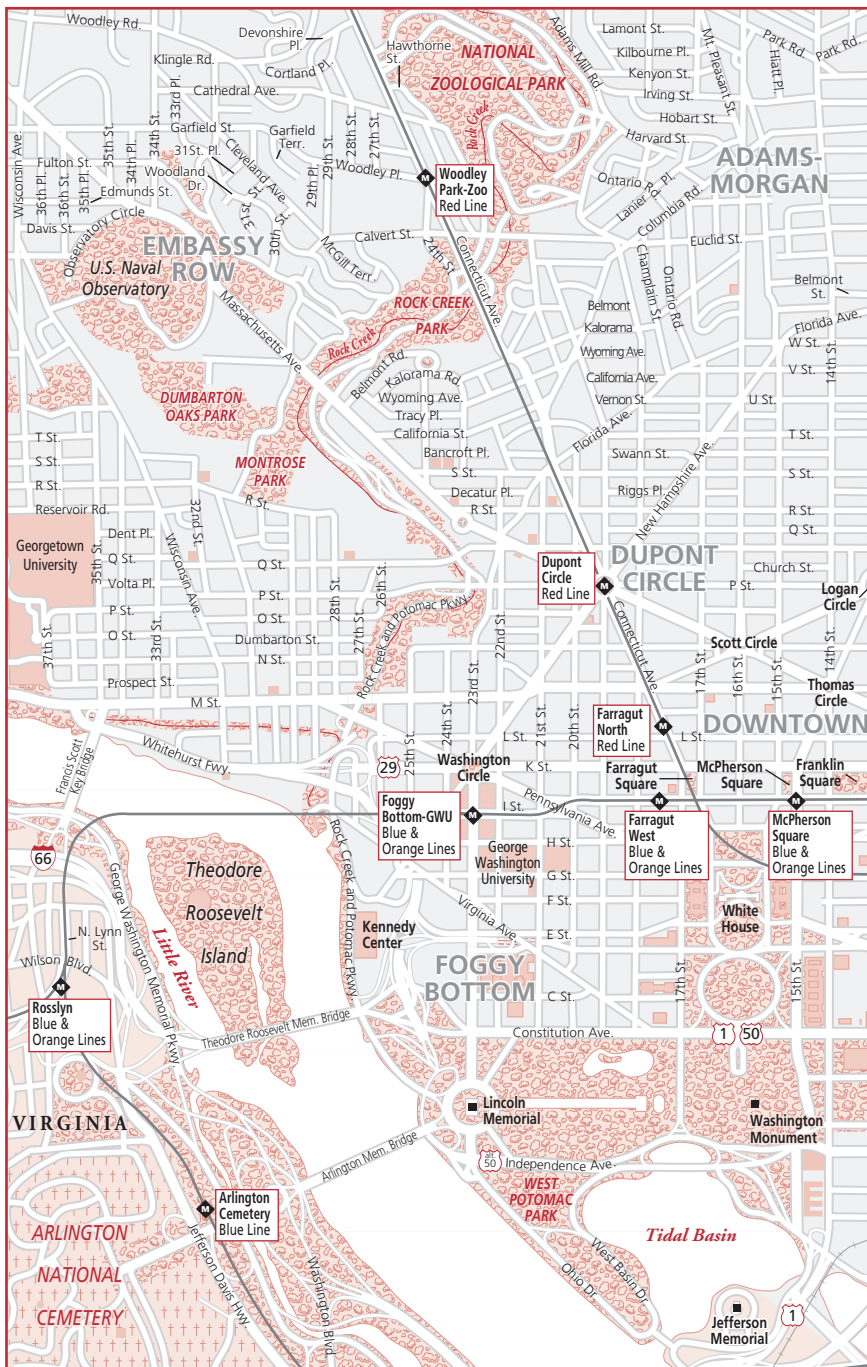 Woodley Rd.
Devonshire
Pl.
Hawthorne
St.
NATIONAL
ZOOLOGICAL PARK
Adams Mill Rd.
Lamont St.
Kilbourne Pl.
Kenyon St.
Irving St.
Hobart St.
Harvard St.
Mt. Pleasant St.
Park Rd.
Hiatt Pl.
Park Rd.
Klingle Rd.
Cortland Pl.
Cathedral Ave.
33rd Pl.
Garfield St.
31St. Pl.
Garfield
Terr.
Cleveland Ave.
Woodland
Dr.
Wisconsin Ave.
Fulton St.
36th Pl.
36th St.
35th Pl.
35th St.
34th Pl.
34th St.
Edmunds St.
Davis St.
Observatory Circle
31st. St.
30th St.
29th Pl.
29th St.
28th St.
27th St.
Woodley Pl.
Woodley
Park-Zoo
Red Line
Rock Creek
ADAMS-
MORGAN
Ontario Rd.
Lanier Pl.
Columbia Rd.
Euclid St.
Champlain St.
Ontario Rd.
Belmont
St.
EMBASSY
ROW
U.S. Naval
Observatory
McGill Terr.
Calvert St.
24th St.
Connecticut Ave.
Massachusetts Ave
ROCK CREEK
PARK
Rock Creek
Belmont Rd.
Kalorama Rd.
Wyoming Ave.
Tracy Pl.
California St.
Bancroft Pl.
S St.
Decatur Pl.
R St.
Belmont
Kalorama
Wyoming Ave.
California Ave.
Vernon St.
Florida Ave.
Florida Ave.
W St.
V St.
14th St.
U St.
T St.
S St.
R St.
Q St.
Swann St.
Riggs Pl.
New Hampshire Ave.
DUMBARTON
OAKS PARK
MONTROSE
PARK
T St.
S St.
R St.
Reservoir Rd.
R St.
32nd St.
Georgetown
University
35th St.
Dent Pl.
Q St.
Volta Pl.
P St.
O St.
37th St.
33rd St.
Wisconsin Ave.
Q St.
P St.
O St.
Dumbarton St.
N St.
28th St.
27th St.
26th St.
Prospect St.
M St.
Rock Creek and Potomac Pkwy.
Dupont
Circle
Red Line
DUPONT
CIRCLE
Church St.
P St.
Logan
Circle
Connecticut Ave.
Scott Circle
17th St.
16th St.
15th St.
14th St.
Thomas
Circle
22nd St.
23rd St.
24th St.
25th St.
21st St.
20th St.
Farragut
North
Red Line
DOWNTOWN
L St.
L St.
K St.
Francis Scott
Key Bridge
Whitehurst Fwy.
29
Washington
Circle
Farragut
Square
McPherson
Square
Franklin
Square
Foggy
Bottom-GWU
Blue &
Orange Lines
I St.
Pennsylvania Ave.
Farragut
West
Blue &
Orange Lines
McPherson
Square
Blue &
Orange Lines
George
Washington
University
H St.
G St.
F St.
E St.
C St.
66
George Washington Memorial Pkwy.
Theodore
Roosevelt
Island
Little River
Rock Creek and Potomac Pkwy.
Kennedy
Center
Virginia Ave.
White
House
FOGGY
BOTTOM
17th St.
15th St.
N. Lynn
St.
Wilson Blvd.
Rosslyn
Blue &
Orange Lines
Theodore Roosevelt Mem. Bridge
Constitution Ave.
1
50
VIRGINIA
Lincoln
Memorial
Washington
Monument
Arlington Mem. Bridge
alt
50
Independence Ave.
WEST
POTOMAC
PARK
Arlington
Cemetery
Blue Line
ARLINGTON
NATIONAL
CEMETERY
Jefferson Davis Hwy.
Washington Blvd.
Tidal Basin
West Basin Dr.
Ohio Dr.
Jefferson
Memorial
1
M
M
M
M
M
M
M
M